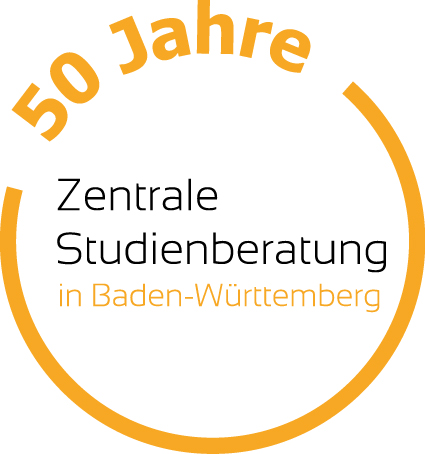 50 Jahre
Zentrale
Studienberatung
in Baden-Württemberg